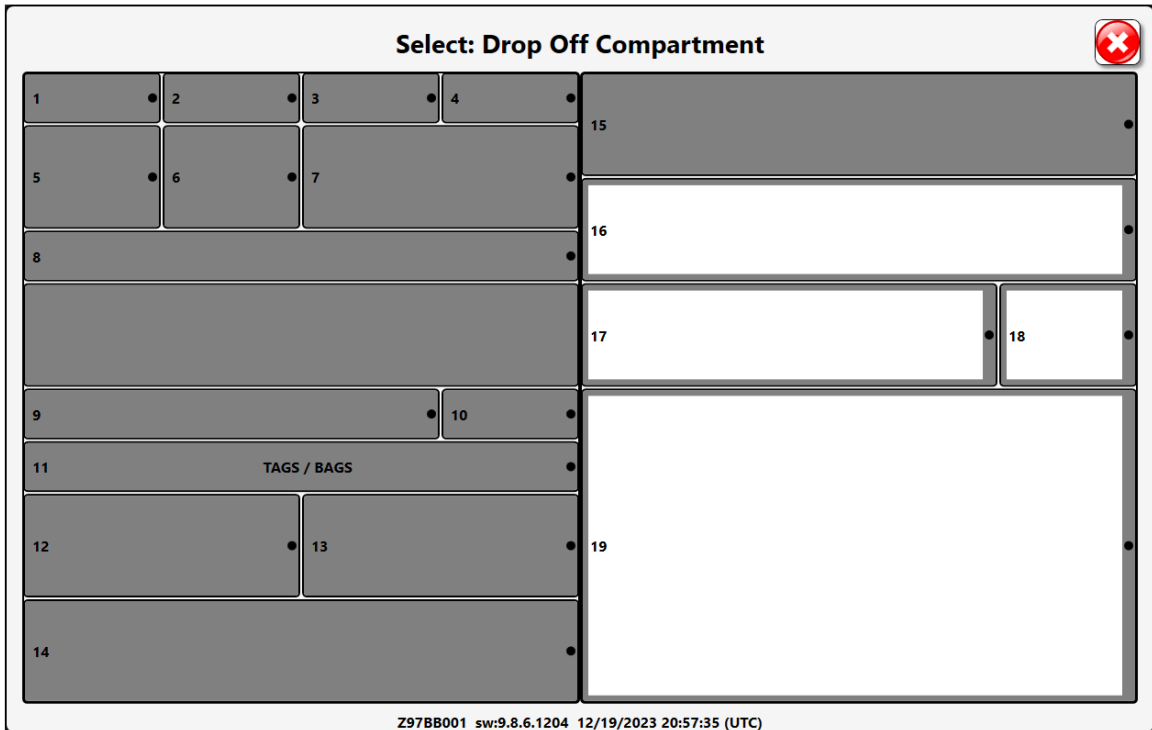 Select: Drop Off Compartment
1 2 3 4
5 6 7
8
9 10
11 TAGS / BAGS
12 13
14
15
16
17 18
19
Z97BB001 sw:9.8.6.1204 12/19/2023 20:57:35 (UTC)